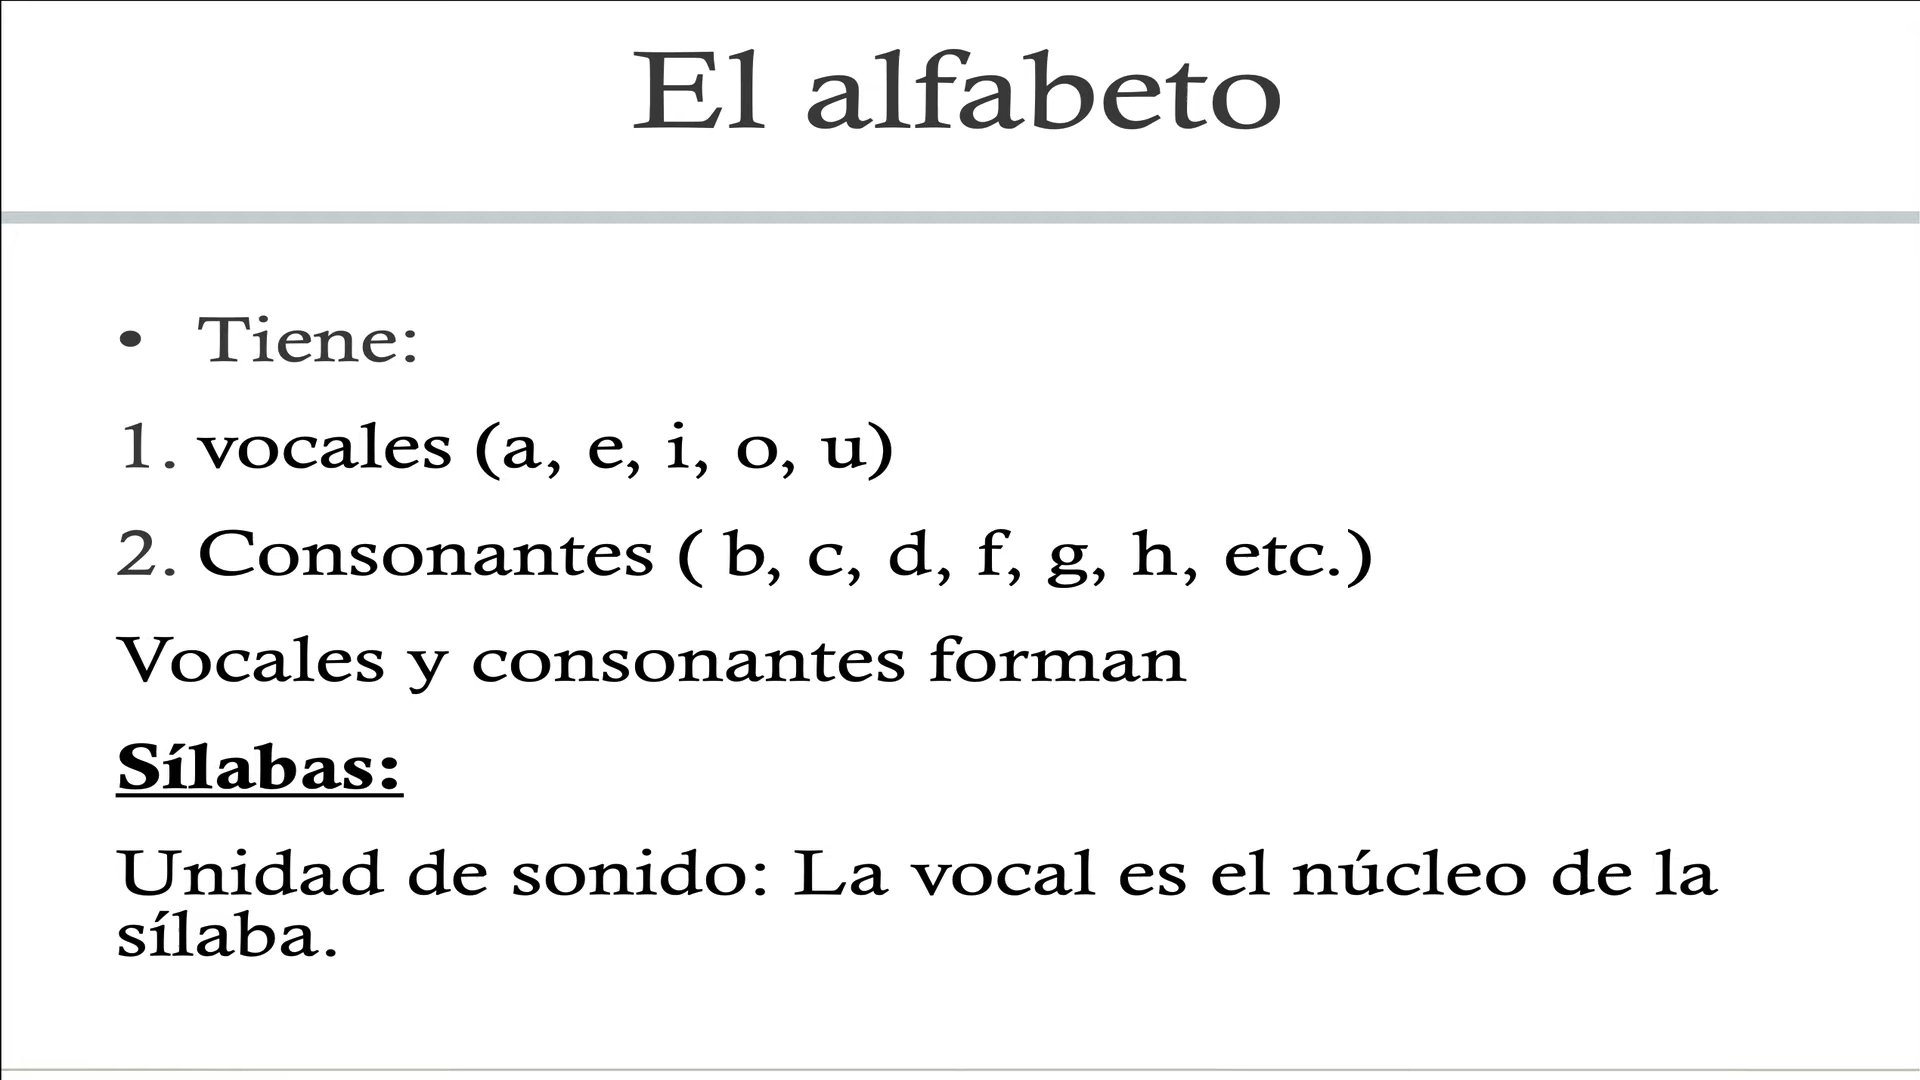 El alfabeto
• Tiene:
1. vocales (a, e, i, o, u)
2. Consonantes ( b, c, d, f, g, h, etc.)
Vocales y consonantes forman
Sílabas:
Unidad de sonido: La vocal es el núcleo de la
sílaba.